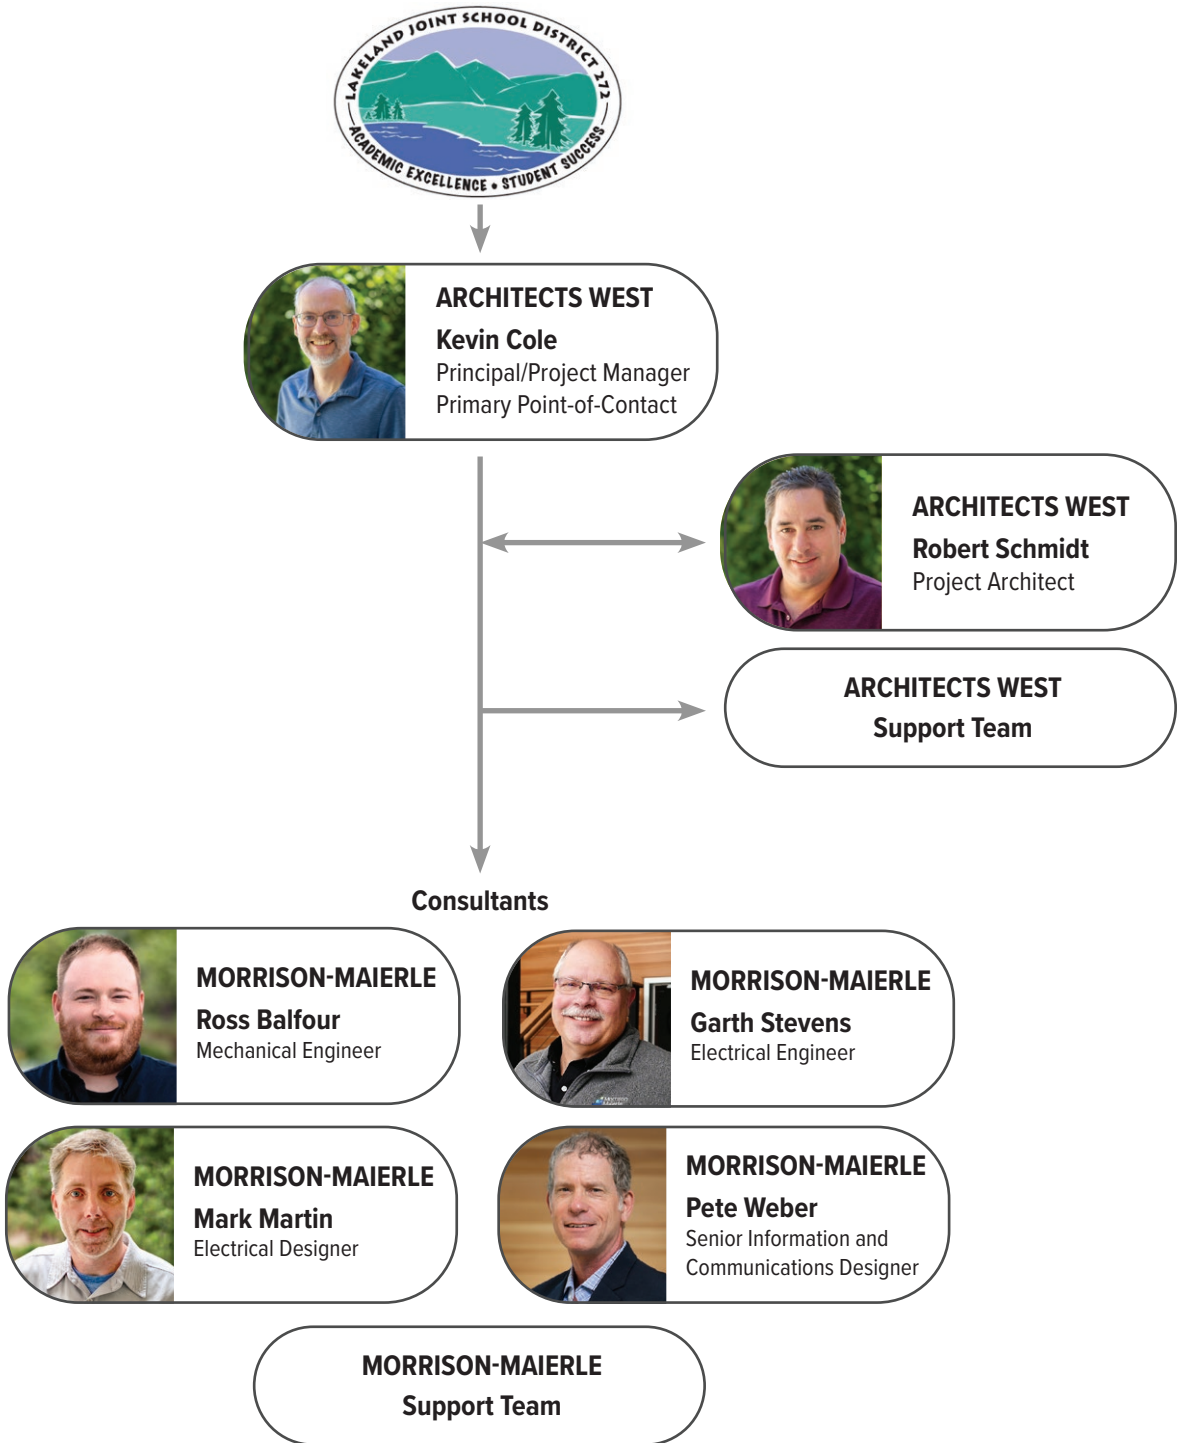 LAKELAND JOINT SCHOOL DISTRICT 272
ACADEMIC EXCELLENCE • STUDENT SUCCESS
ARCHITECTS WEST
Kevin Cole
Principal/Project Manager
Primary Point-of-Contact
ARCHITECTS WEST
Robert Schmidt
Project Architect
ARCHITECTS WEST
Support Team
Consultants
MORRISON-MAIERLE
Ross Balfour
Mechanical Engineer
MORRISON-MAIERLE
Garth Stevens
Electrical Engineer
Morrison
Maierle
MORRISON-MAIERLE
Mark Martin
Electrical Designer
MORRISON-MAIERLE
Pete Weber
Senior Information and
Communications Designer
MORRISON-MAIERLE
Support Team